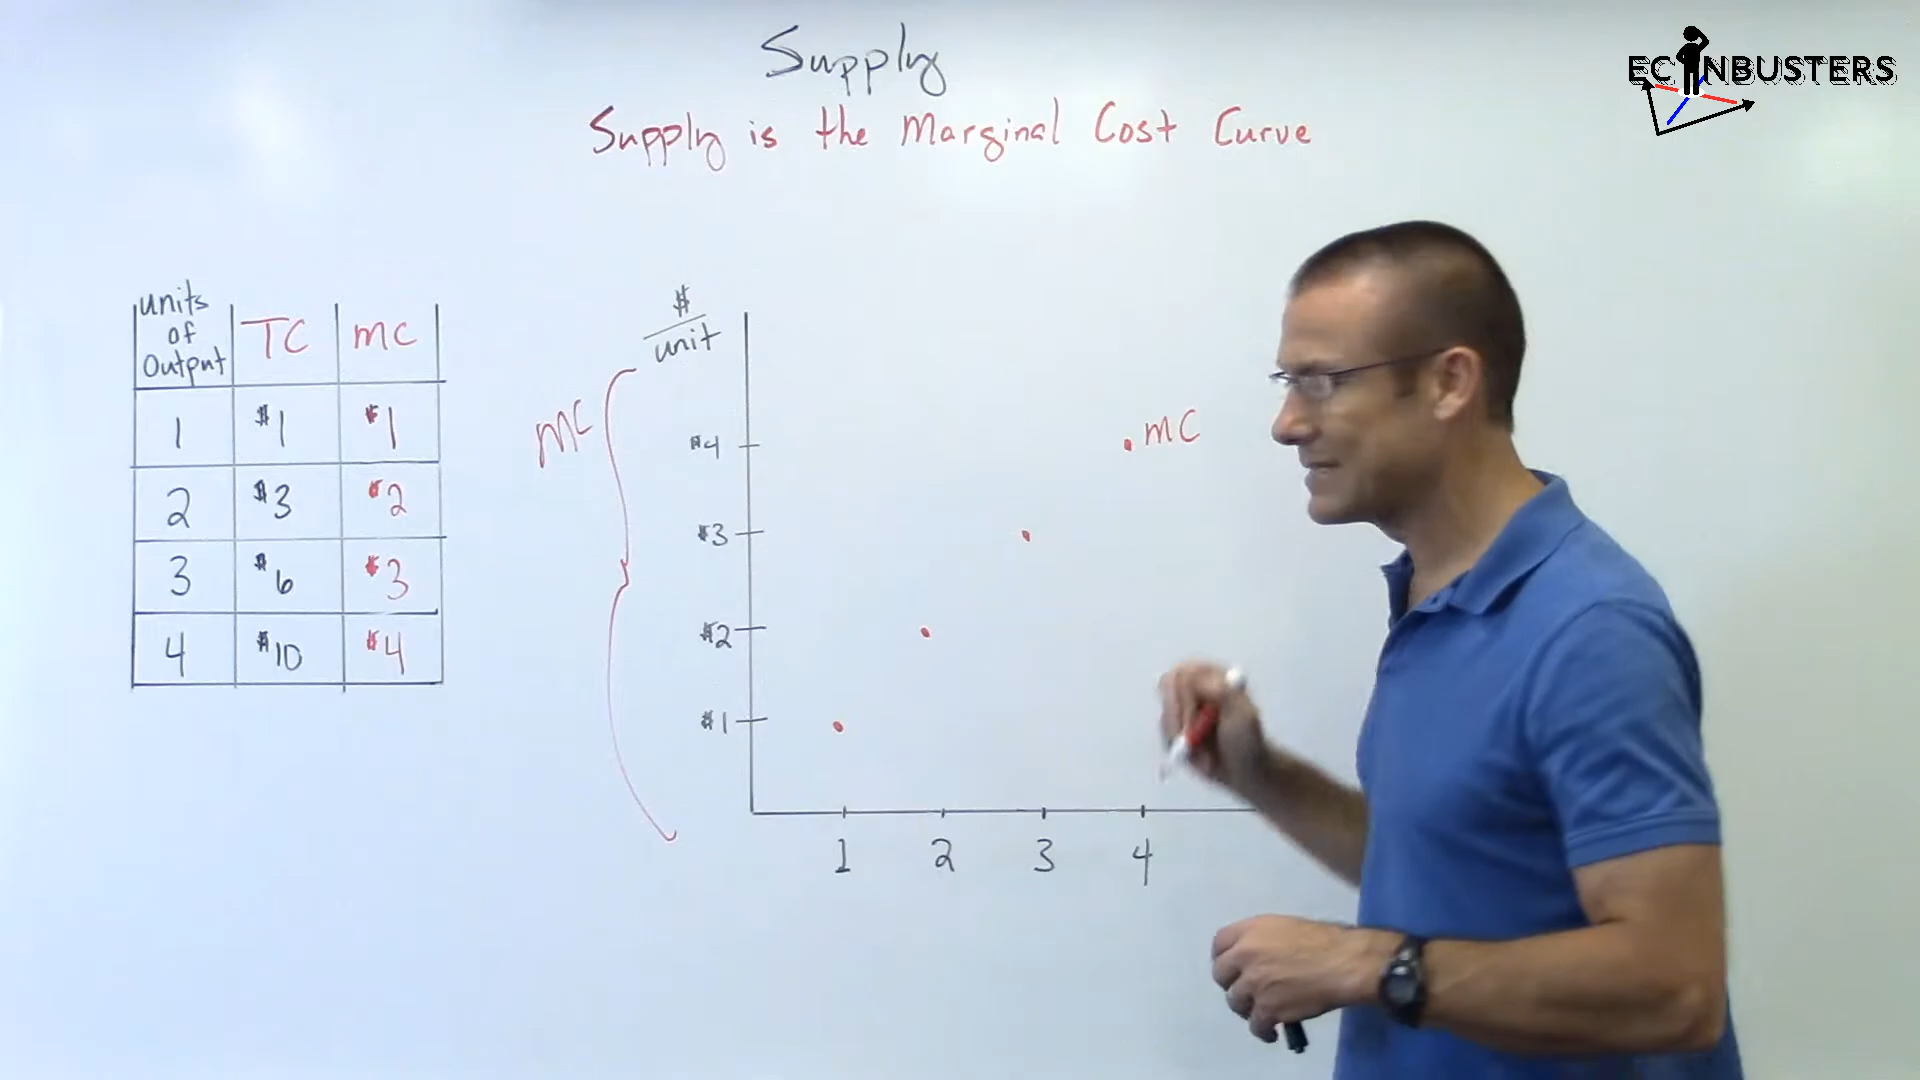 Supply
ECONBUSTERS
Supply is the Marginal Cost Curve
units
of
Output
TC
MC
1
$1
$1
2
$3
$2
3
$6
$3
4
$10
$4
$
unit
MC
$4
$3
$2
$1
MC
1
2
3
4